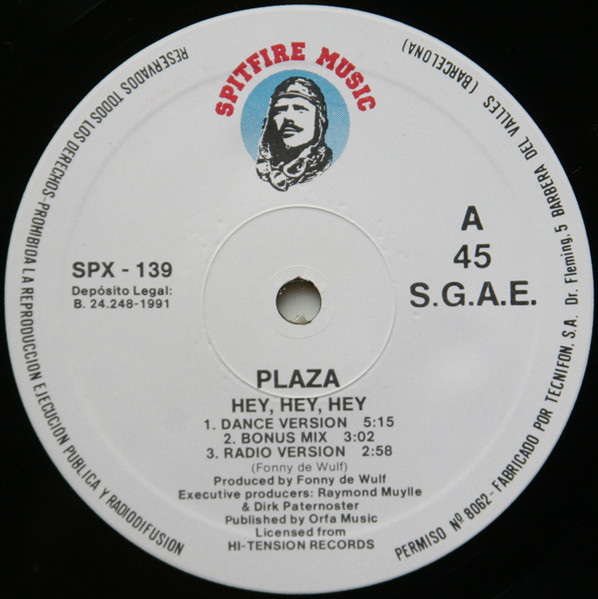 SPITFIRE MUSIC
A
45
S.G.A.E.
SPX - 139
Depósito Legal:
B. 24.248-1991
PLAZA
HEY, HEY, HEY
1. DANCE VERSION 5:15
2. BONUS MIX 3:02
3. RADIO VERSION 2:58
(Fonny de Wulf)
Produced by Fonny de Wulf
Executive producers: Raymond Muylle
& Dirk Paternoster
Published by Orfa Music
Licensed from
HI-TENSION RECORDS
RESERVADOS TODOS LOS DERECHOS-PROHIBIDA LA REPRODUCCION EJECUCION PUBLICA Y RADIODIFUSION
PERMISO Nº 8062-FABRICADO POR TECNIFON, S.A. Dr. Fleming, 5 BARBERA DEL VALLES (BARCELONA)